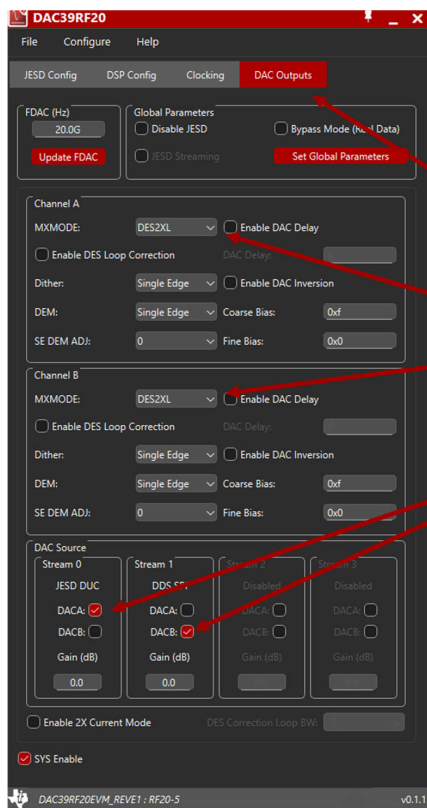 DAC39RF20
File Configure Help
JESD Config DSP Config Clocking DAC Outputs
FDAC (Hz) Global Parameters
20.0G Disable JESD Bypass Mode (Real Data)
Update FDAC JESD Streaming Set Global Parameters
Channel A
MXMODE: DES2XL Enable DAC Delay
Enable DES Loop Correction DAC Delay:
Dither: Single Edge Enable DAC Inversion
DEM: Single Edge Coarse Bias: 0xf
SE DEM ADJ: 0 Fine Bias: 0x0
Channel B
MXMODE: DES2XL Enable DAC Delay
Enable DES Loop Correction DAC Delay:
Dither: Single Edge Enable DAC Inversion
DEM: Single Edge Coarse Bias: 0xf
SE DEM ADJ: 0 Fine Bias: 0x0
DAC Source
Stream 0 Stream 1 Stream 2 Stream 3
JESD DUC DDS SPI Disabled Disabled
DACA: DACA: DACA: DACA:
DACB: DACB: DACB: DACB:
Gain (dB) Gain (dB) Gain (dB) Gain (dB)
0.0 0.0
Enable 2X Current Mode DES Correction Loop BW:
SYS Enable
DAC39RF20EVM_REVE1 : RF20-5 v0.1.1